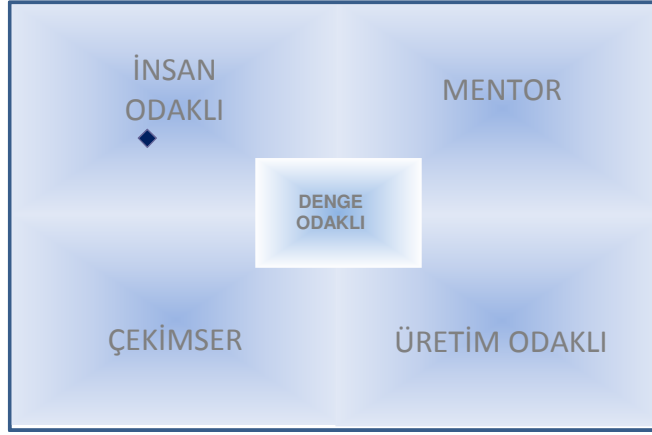 İNSAN
ODAKLI
MENTOR
DENGE
ODAKLI
ÇEKİMSER
ÜRETİM ODAKLI